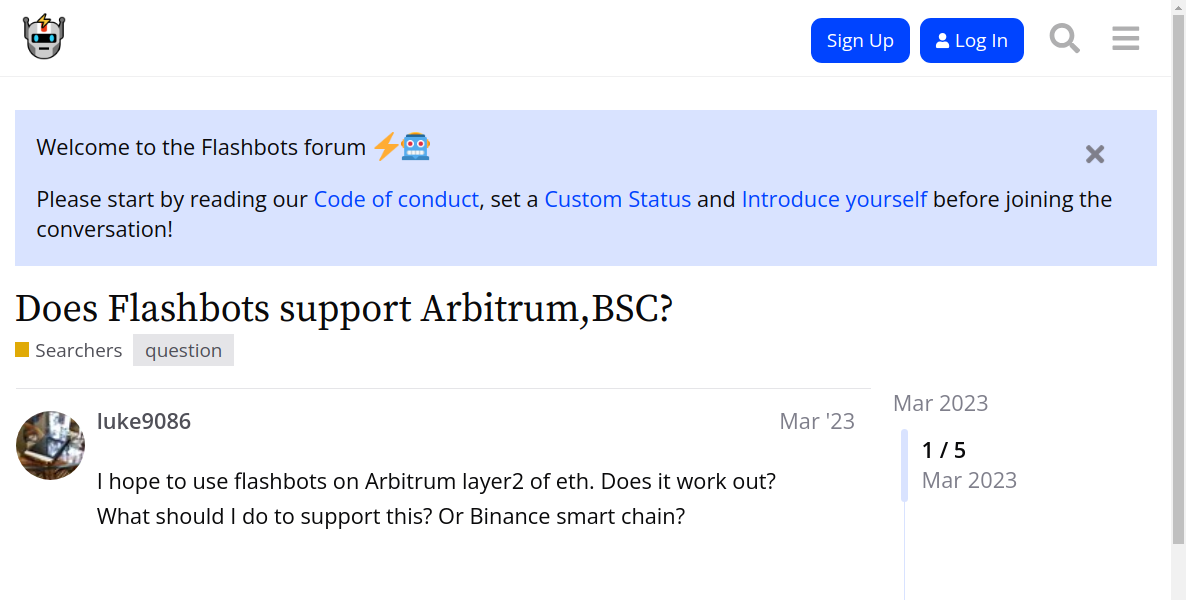 Sign Up
Log In
Welcome to the Flashbots forum
Please start by reading our Code of conduct, set a Custom Status and Introduce yourself before joining the
conversation!
Does Flashbots support Arbitrum,BSC?
Searchers question
luke9086 Mar '23
I hope to use flashbots on Arbitrum layer2 of eth. Does it work out?
What should I do to support this? Or Binance smart chain?
Mar 2023
1 / 5
Mar 2023